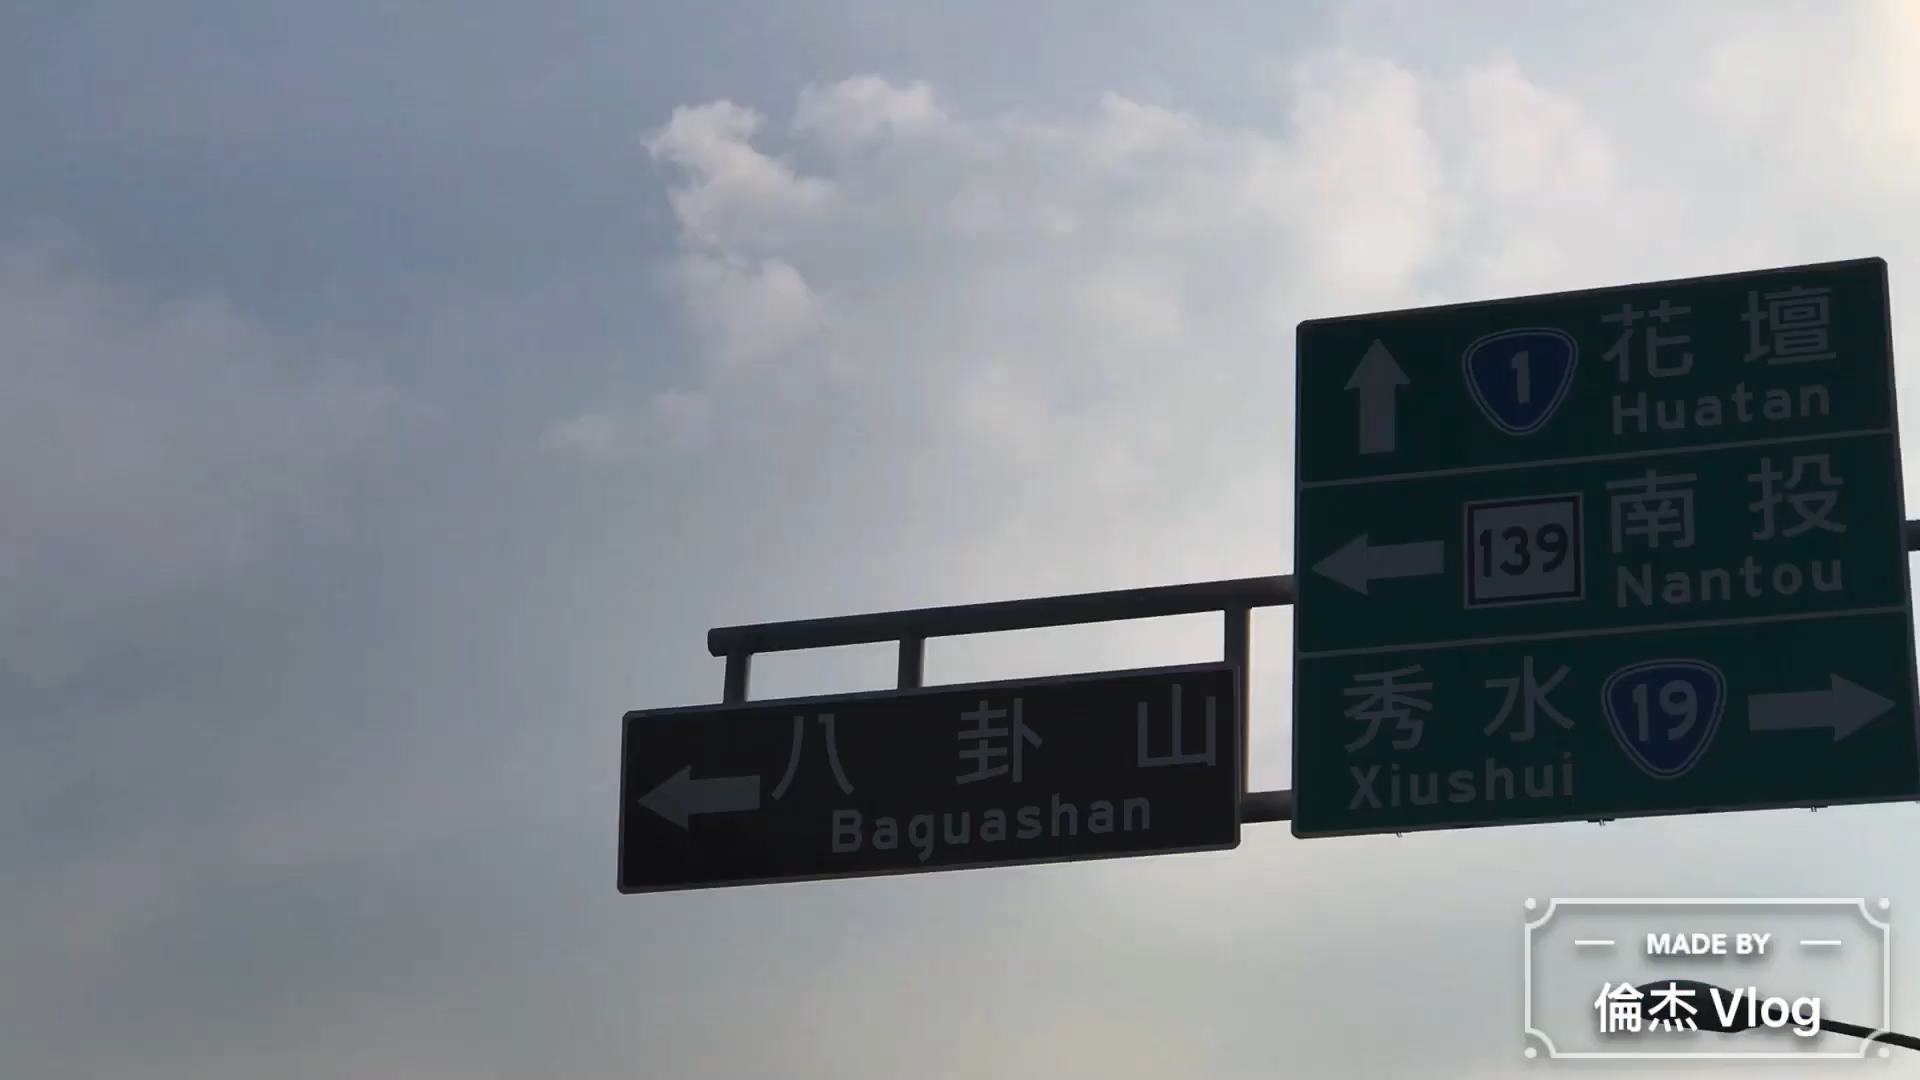 1 花壇
Huatan
139 南投
Nantou
秀水 19
Xiushui
八卦山
Baguashan
MADE BY
倫杰 Vlog